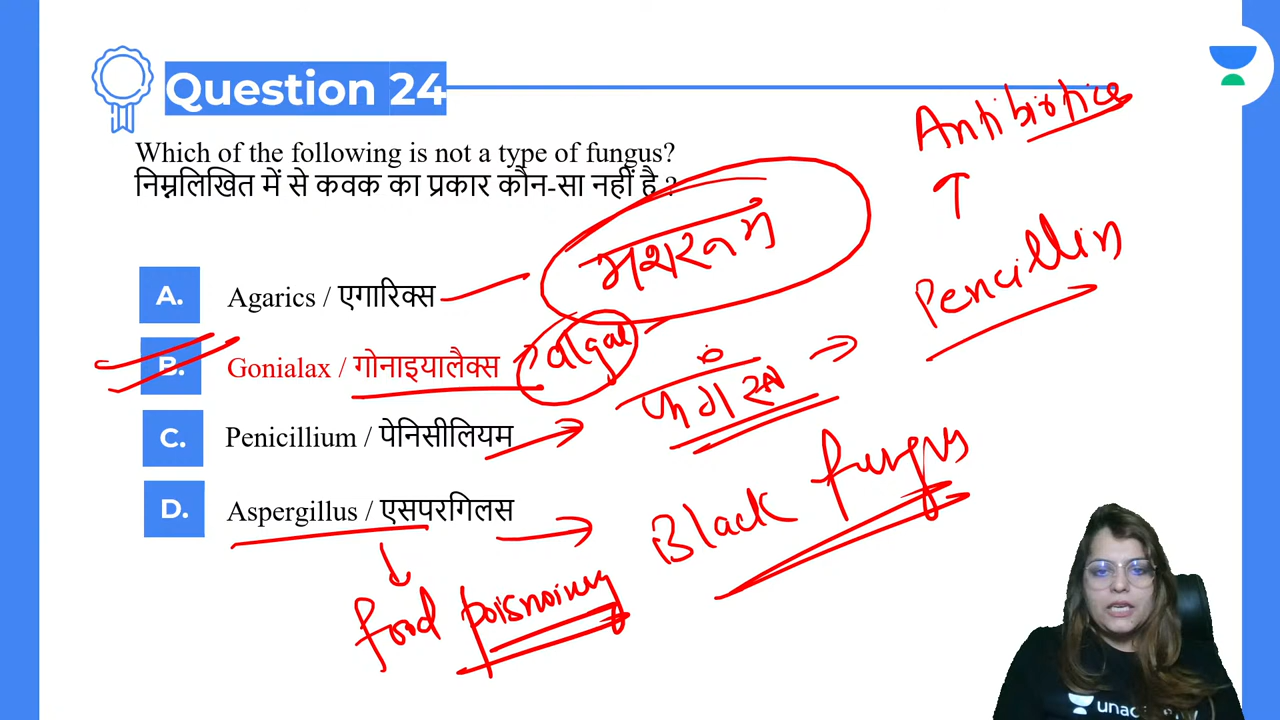 Question 24
Which of the following is not a type of fungus?
निम्नलिखित में से कवक का प्रकार कौन-सा नहीं है ?
A. Agarics / एगारिक्स
मशरूम
B. Gonialax / गोनाइयालैक्स
algae
C. Penicillium / पेनिसीलियम
फंगस
Pencillin
Antibiotics
D. Aspergillus / एसपरगिलस
Black fungus
food poisnoing